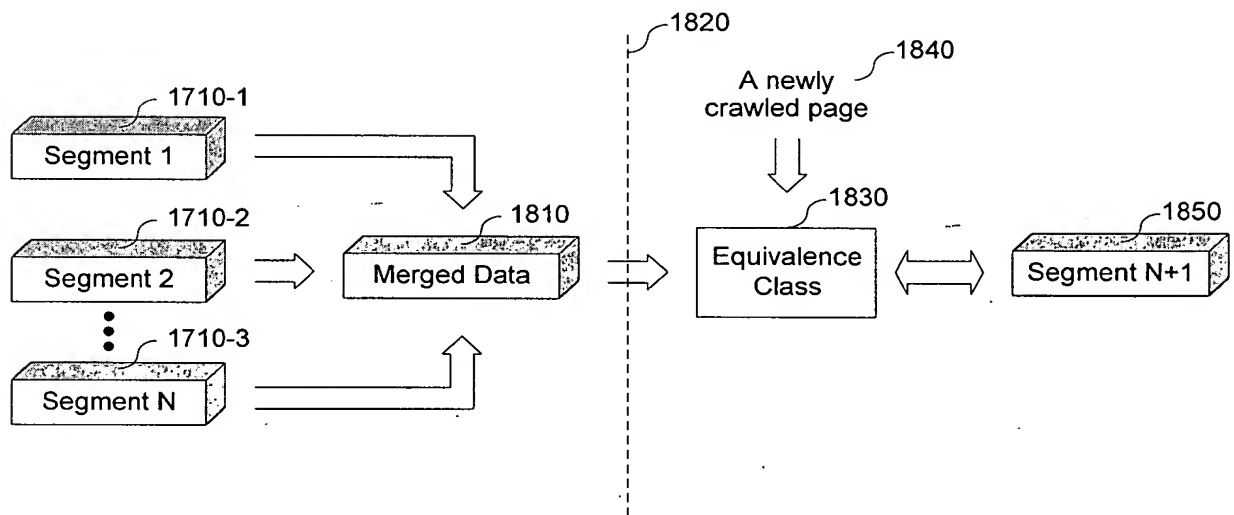 1820
1840
A newly
crawled page
1710-1
Segment 1
1710-2
Segment 2
1810
Merged Data
1830
Equivalence
Class
1850
Segment N+1
1710-3
Segment N